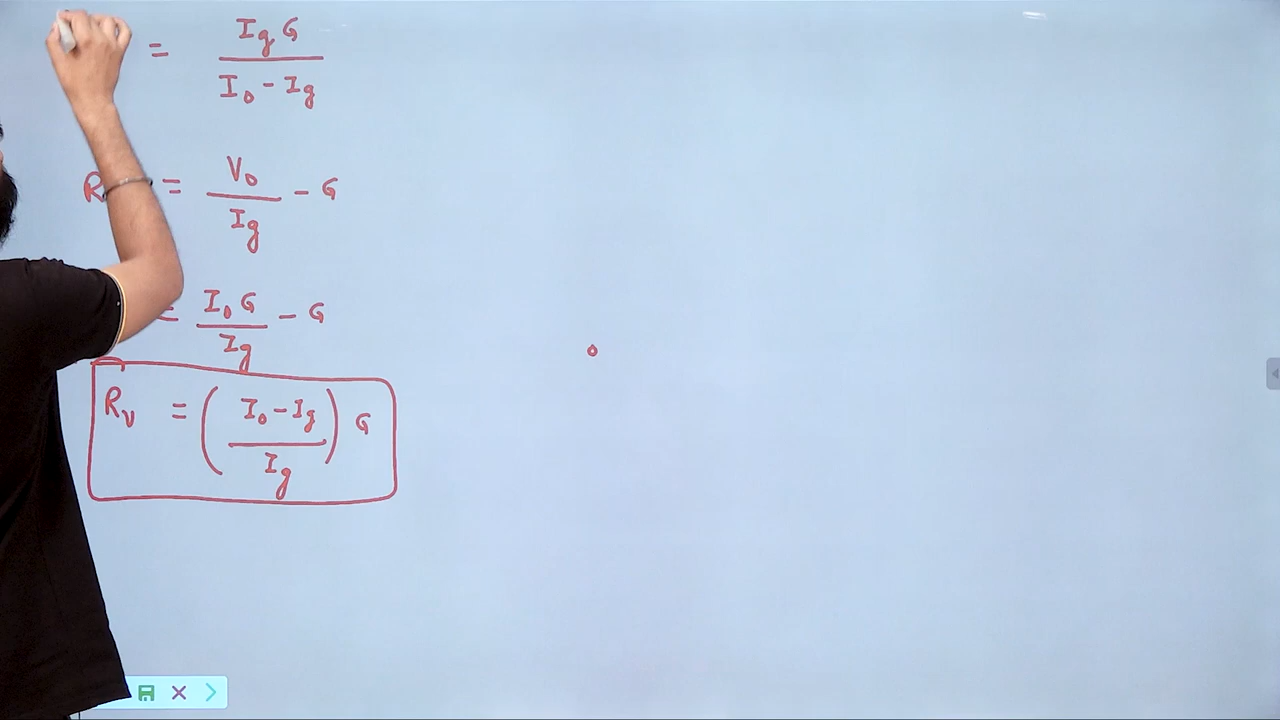 = I_g G / (I_0 - I_g)
R = V_0 / I_g - G
= I_0 G / I_g - G
R_V = ( (I_0 - I_g) / I_g ) G